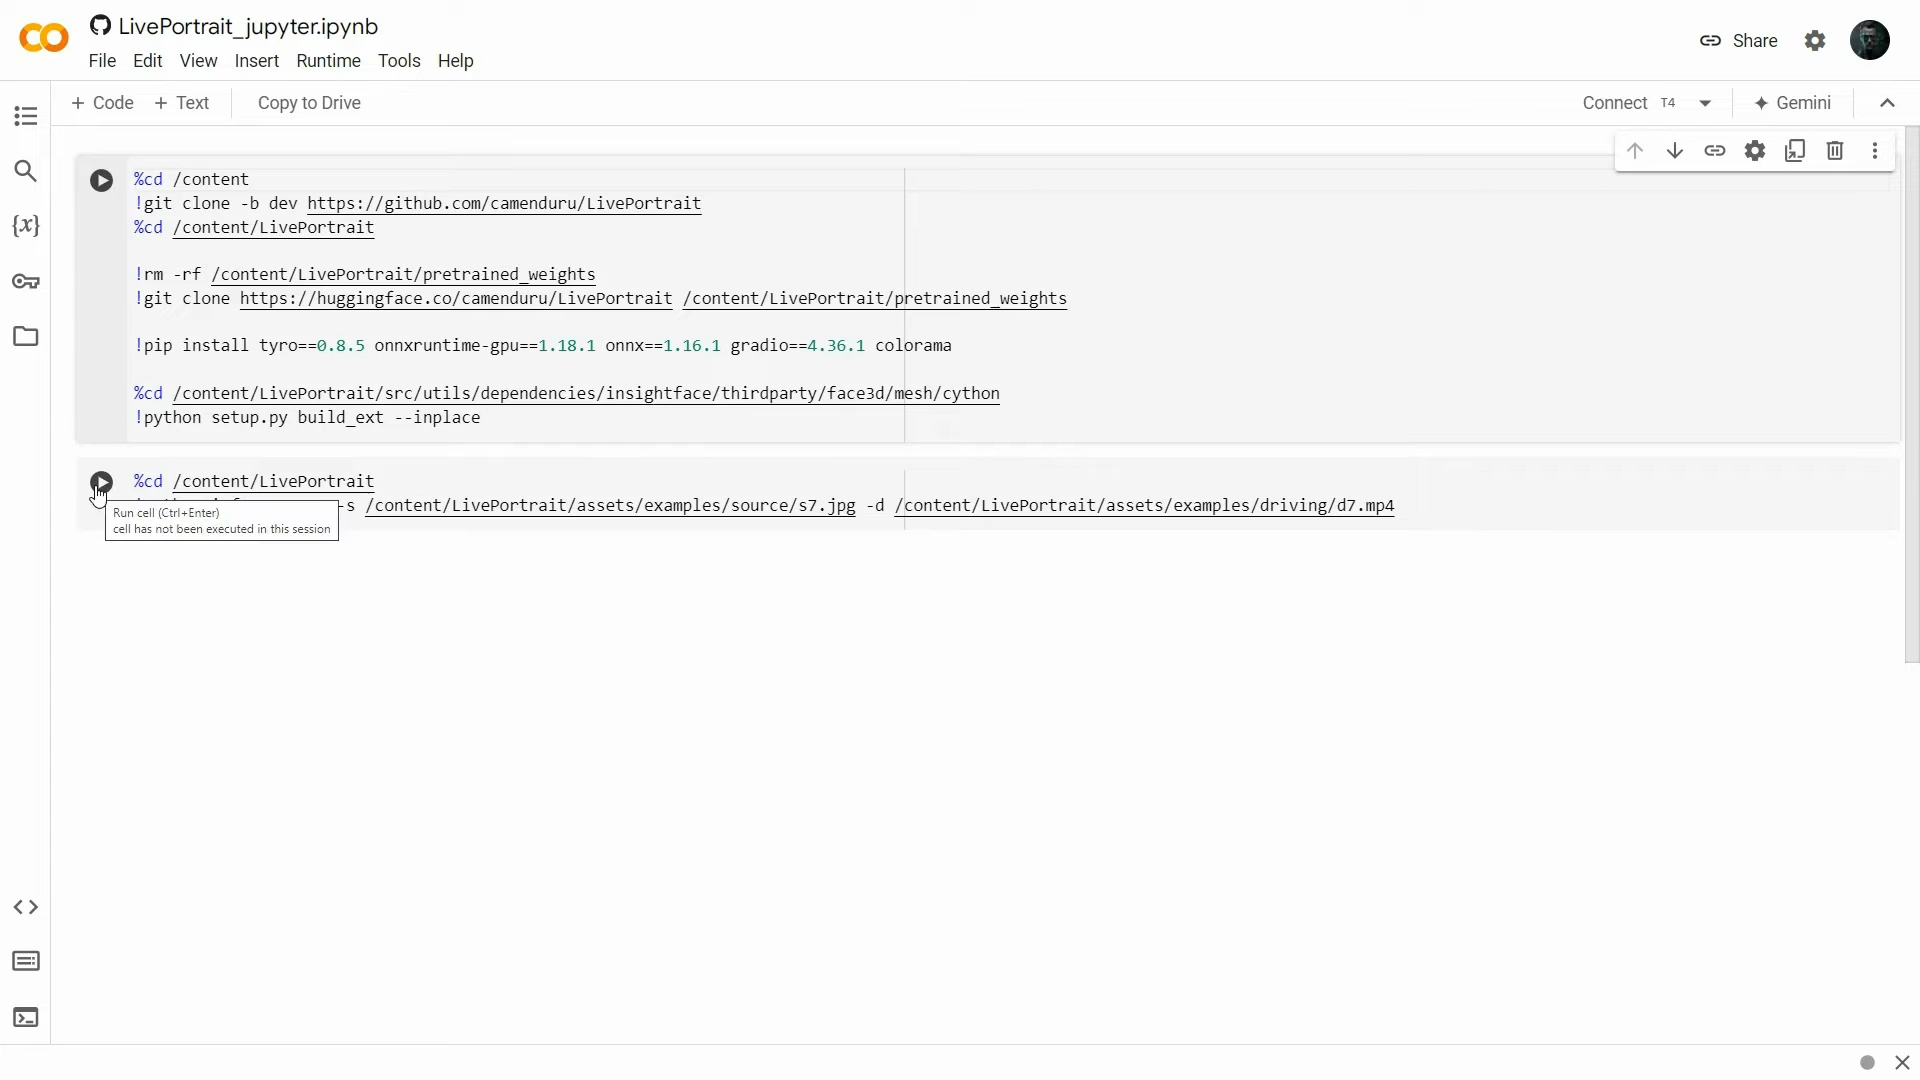 LivePortrait_jupyter.ipynb
File Edit View Insert Runtime Tools Help
Share
+ Code + Text Copy to Drive
Connect T4
Gemini
%cd /content
!git clone -b dev https://github.com/camenduru/LivePortrait
%cd /content/LivePortrait
!rm -rf /content/LivePortrait/pretrained_weights
!git clone https://huggingface.co/camenduru/LivePortrait /content/LivePortrait/pretrained_weights
!pip install tyro==0.8.5 onnxruntime-gpu==1.18.1 onnx==1.16.1 gradio==4.36.1 colorama
%cd /content/LivePortrait/src/utils/dependencies/insightface/thirdparty/face3d/mesh/cython
!python setup.py build_ext --inplace
%cd /content/LivePortrait
-s /content/LivePortrait/assets/examples/source/s7.jpg -d /content/LivePortrait/assets/examples/driving/d7.mp4
Run cell (Ctrl+Enter)
cell has not been executed in this session